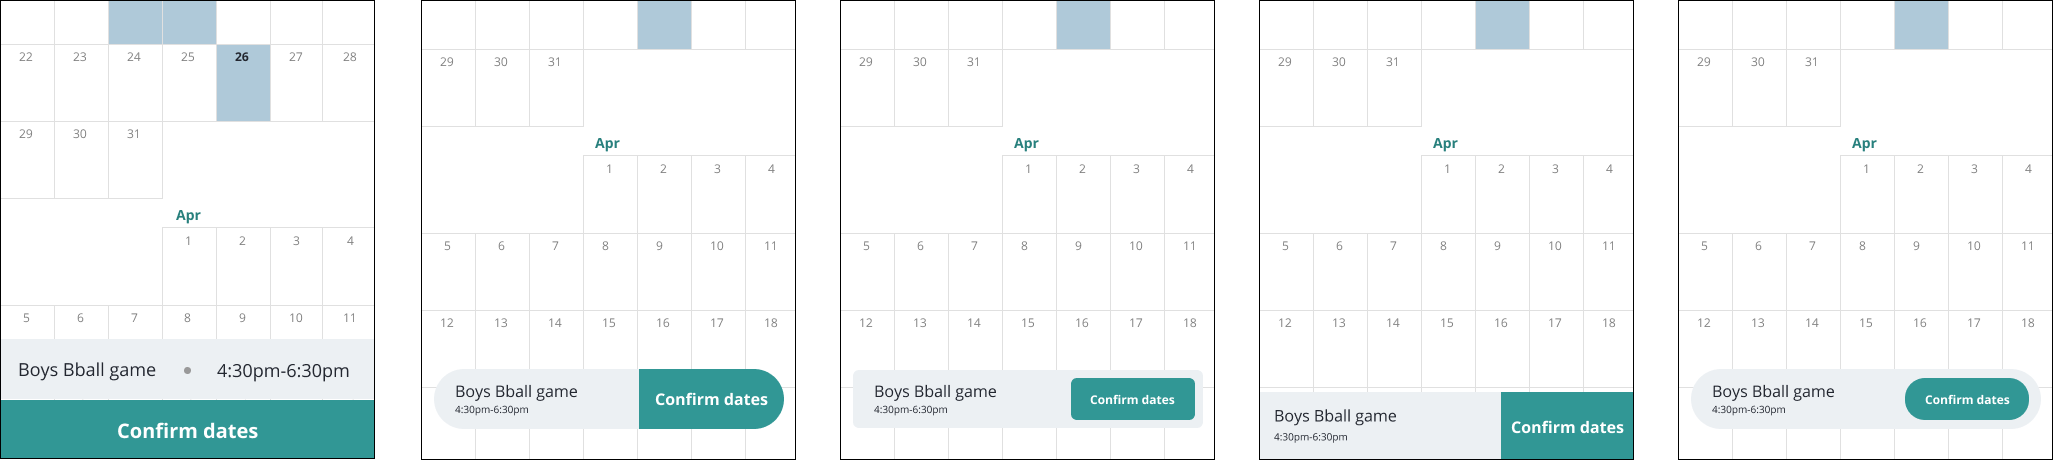 22 23 24 25 26 27 28
29 30 31
Apr
1 2 3 4
5 6 7 8 9 10 11
Boys Bball game • 4:30pm-6:30pm
Confirm dates
29 30 31
Apr
1 2 3 4
5 6 7 8 9 10 11
12 13 14 15 16 17 18
Boys Bball game
4:30pm-6:30pm
Confirm dates
29 30 31
Apr
1 2 3 4
5 6 7 8 9 10 11
12 13 14 15 16 17 18
Boys Bball game
4:30pm-6:30pm
Confirm dates
29 30 31
Apr
1 2 3 4
5 6 7 8 9 10 11
12 13 14 15 16 17 18
Boys Bball game
4:30pm-6:30pm
Confirm dates
29 30 31
Apr
1 2 3 4
5 6 7 8 9 10 11
12 13 14 15 16 17 18
Boys Bball game
4:30pm-6:30pm
Confirm dates